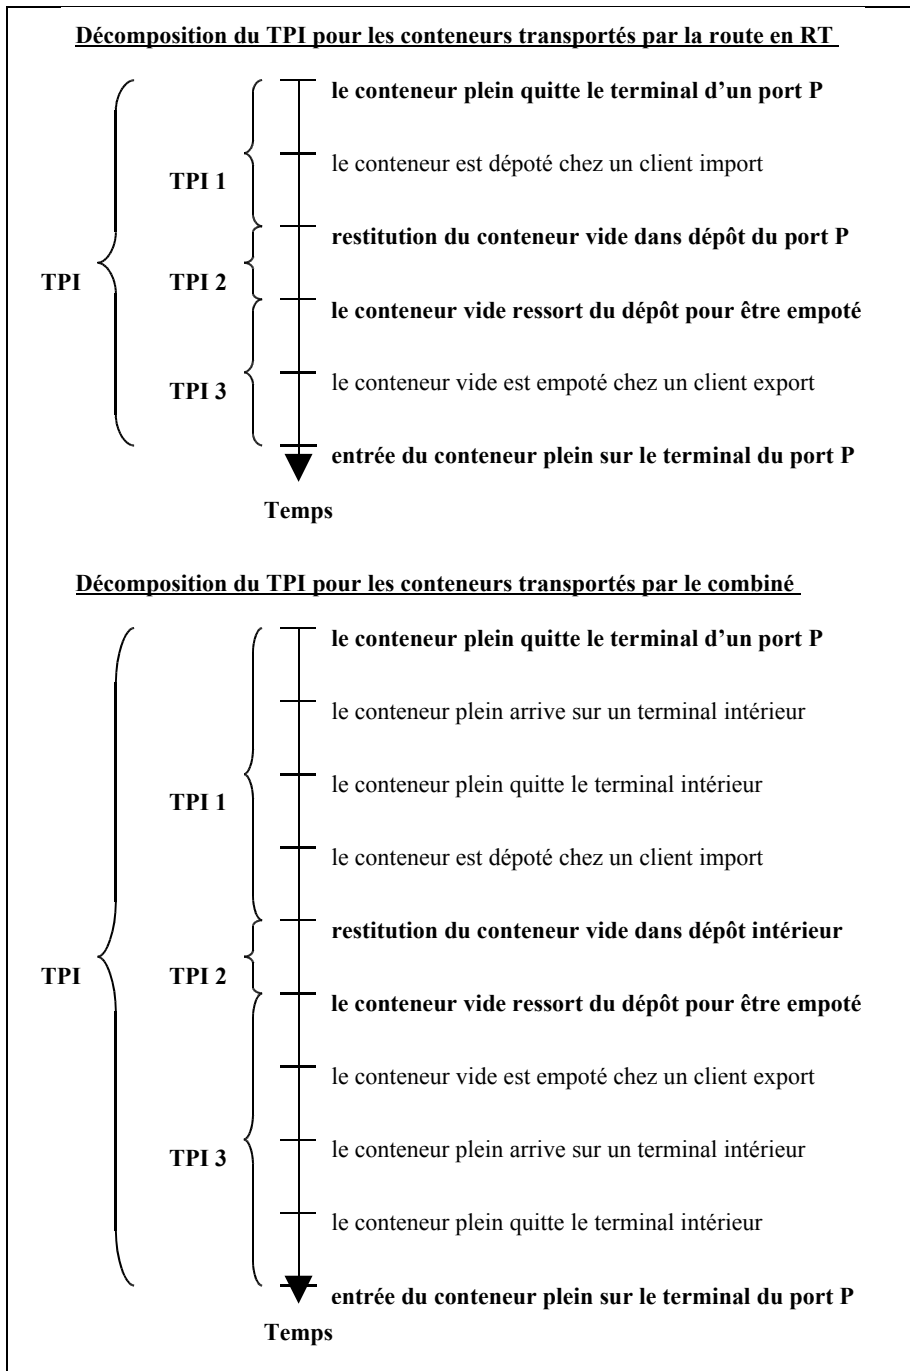 Décomposition du TPI pour les conteneurs transportés par la route en RT
le conteneur plein quitte le terminal d’un port P
le conteneur est dépoté chez un client import
TPI 1
restitution du conteneur vide dans dépôt du port P
TPI
TPI 2
le conteneur vide ressort du dépôt pour être empoté
le conteneur vide est empoté chez un client export
TPI 3
entrée du conteneur plein sur le terminal du port P
Temps
Décomposition du TPI pour les conteneurs transportés par le combiné
le conteneur plein quitte le terminal d’un port P
le conteneur plein arrive sur un terminal intérieur
le conteneur plein quitte le terminal intérieur
TPI 1
le conteneur est dépoté chez un client import
restitution du conteneur vide dans dépôt intérieur
TPI
TPI 2
le conteneur vide ressort du dépôt pour être empoté
le conteneur vide est empoté chez un client export
le conteneur plein arrive sur un terminal intérieur
TPI 3
le conteneur plein quitte le terminal intérieur
entrée du conteneur plein sur le terminal du port P
Temps